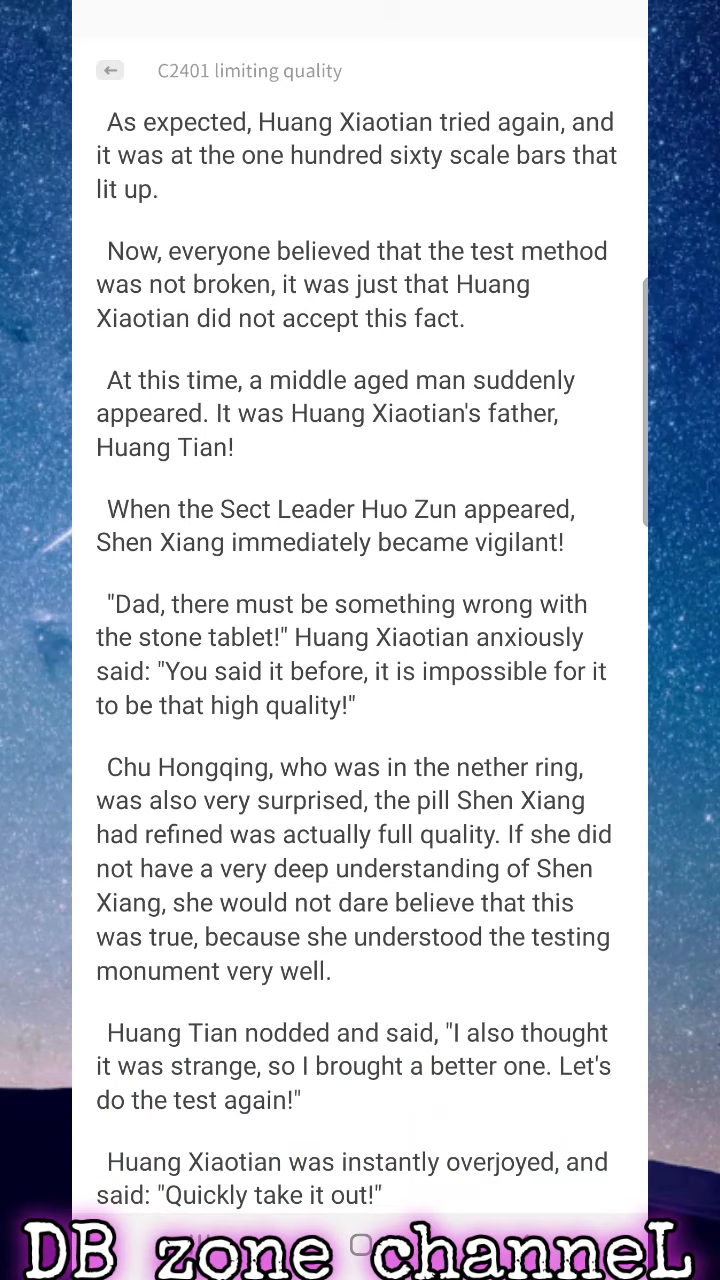 C2401 limiting quality
As expected, Huang Xiaotian tried again, and
it was at the one hundred sixty scale bars that
lit up.
Now, everyone believed that the test method
was not broken, it was just that Huang
Xiaotian did not accept this fact.
At this time, a middle aged man suddenly
appeared. It was Huang Xiaotian's father,
Huang Tian!
When the Sect Leader Huo Zun appeared,
Shen Xiang immediately became vigilant!
"Dad, there must be something wrong with
the stone tablet!" Huang Xiaotian anxiously
said: "You said it before, it is impossible for it
to be that high quality!"
Chu Hongqing, who was in the nether ring,
was also very surprised, the pill Shen Xiang
had refined was actually full quality. If she did
not have a very deep understanding of Shen
Xiang, she would not dare believe that this
was true, because she understood the testing
monument very well.
Huang Tian nodded and said, "I also thought
it was strange, so I brought a better one. Let's
do the test again!"
Huang Xiaotian was instantly overjoyed, and
said: "Quickly take it out!"
DB zone channeL